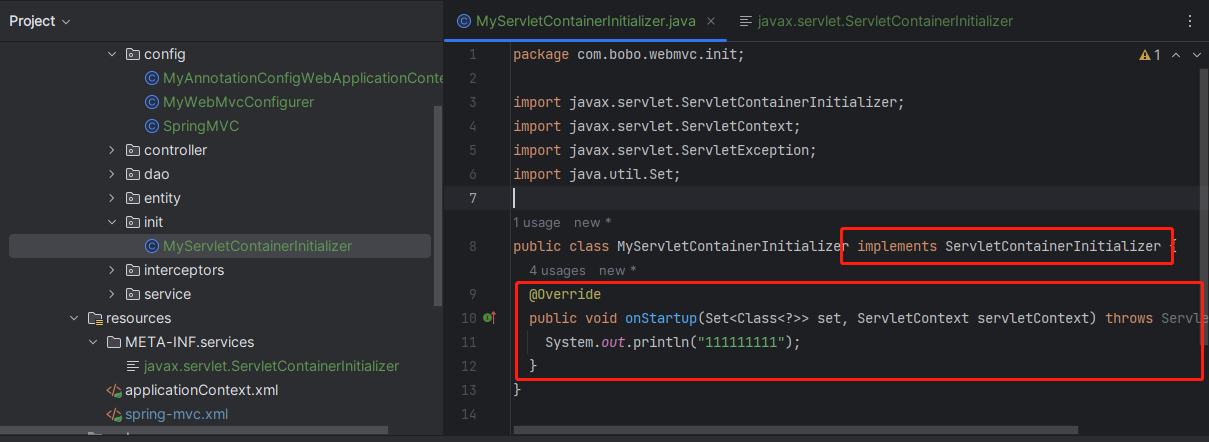 Project
MyServletContainerInitializer.java
javax.servlet.ServletContainerInitializer
config
MyAnnotationConfigWebApplicationConte
MyWebMvcConfigurer
SpringMVC
controller
dao
entity
init
MyServletContainerInitializer
interceptors
service
resources
META-INF.services
javax.servlet.ServletContainerInitializer
applicationContext.xml
spring-mvc.xml
1
1 package com.bobo.webmvc.init;
2
3 import javax.servlet.ServletContainerInitializer;
4 import javax.servlet.ServletContext;
5 import javax.servlet.ServletException;
6 import java.util.Set;
7
1 usage new *
8 public class MyServletContainerInitializer implements ServletContainerInitializer {
4 usages new *
9 @Override
10 public void onStartup(Set<Class<?>> set, ServletContext servletContext) throws Servle
11 System.out.println("111111111");
12 }
13 }
14